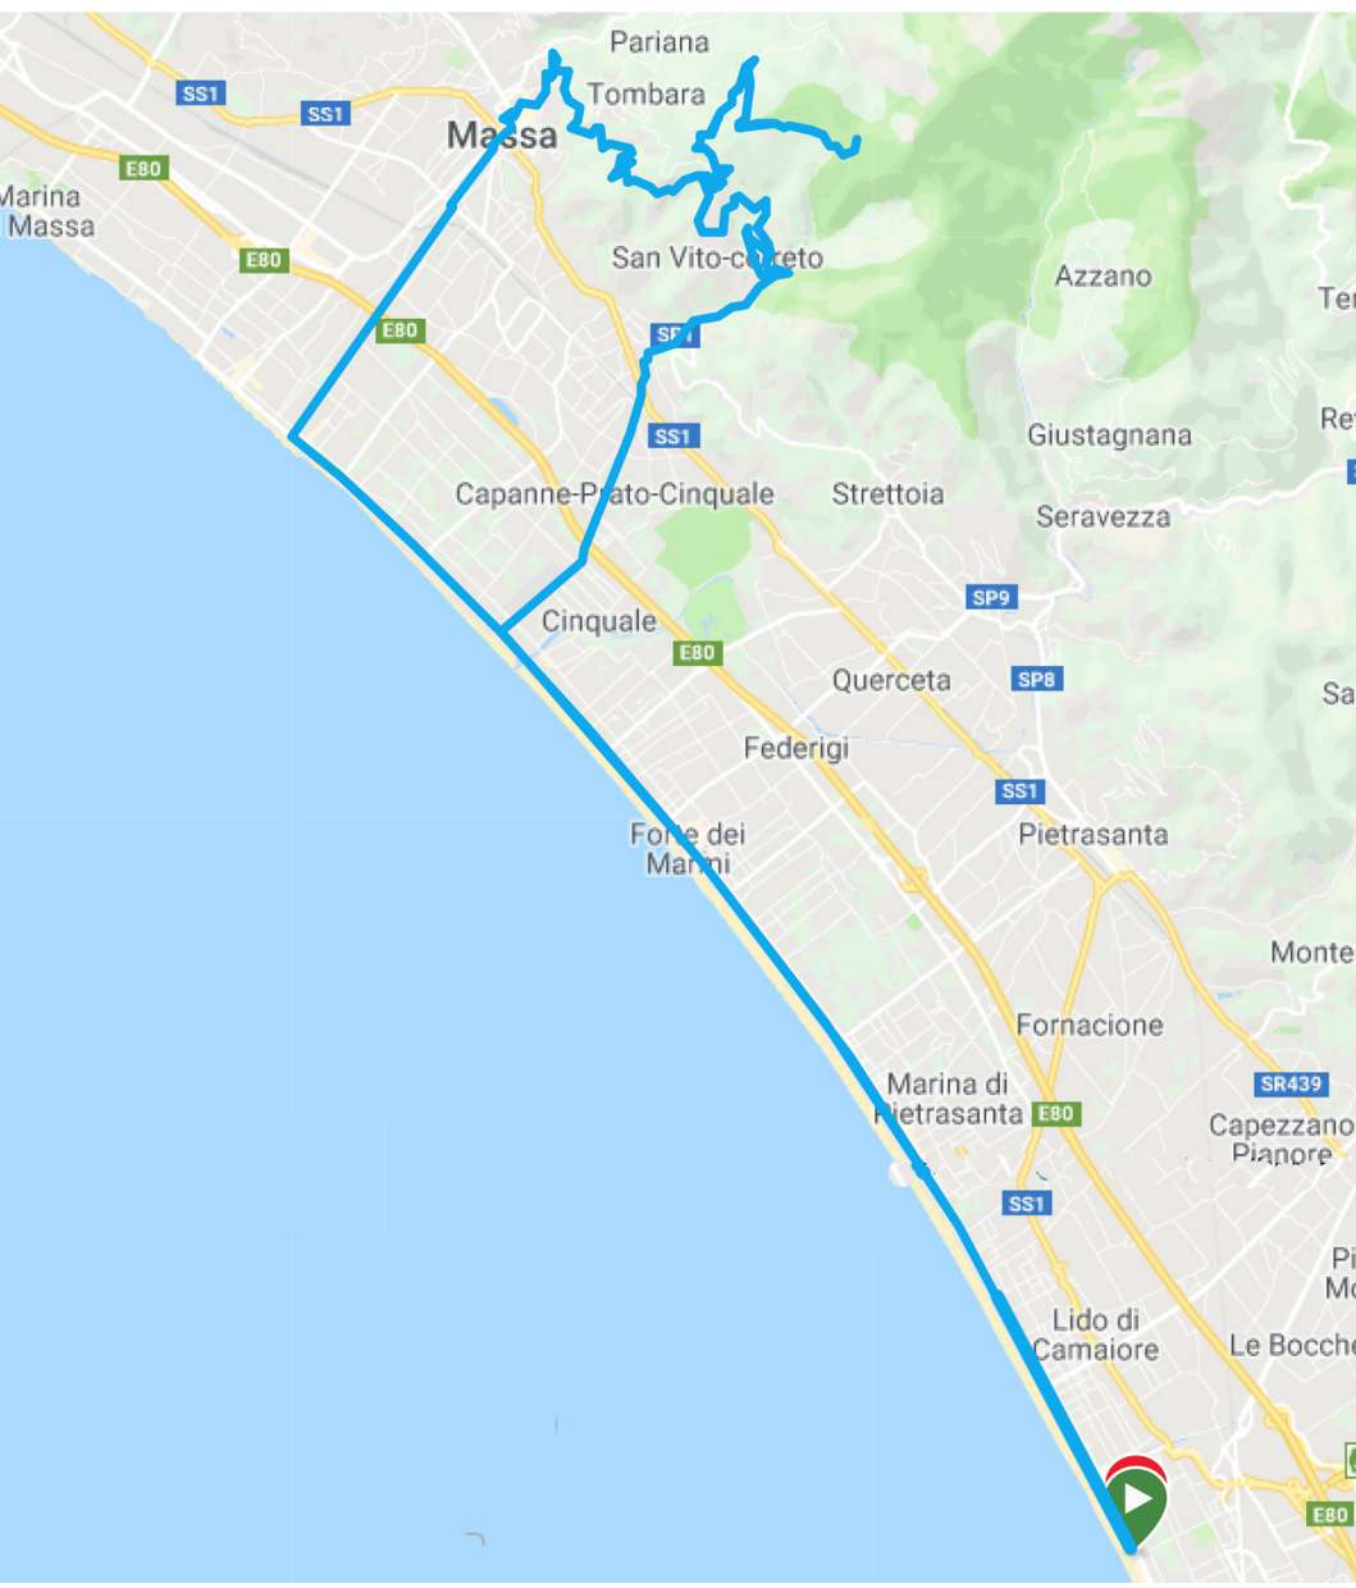 Pariana
SS1
Tombara
SS1
Massa
E80
Marina
Massa
E80
San Vito-cerreto
Azzano
E80
SP1
SS1
Giustagnana
Capanne-Prato-Cinquale
Strettoia
Seravezza
SP9
Cinquale
E80
Querceta
SP8
Federigi
SS1
Forte dei
Marmi
Pietrasanta
Monte
Fornacione
Marina di
Pietrasanta
E80
SR439
Capezzano
Pianore
SS1
Lido di
Camaiore
Le Bocche
E80